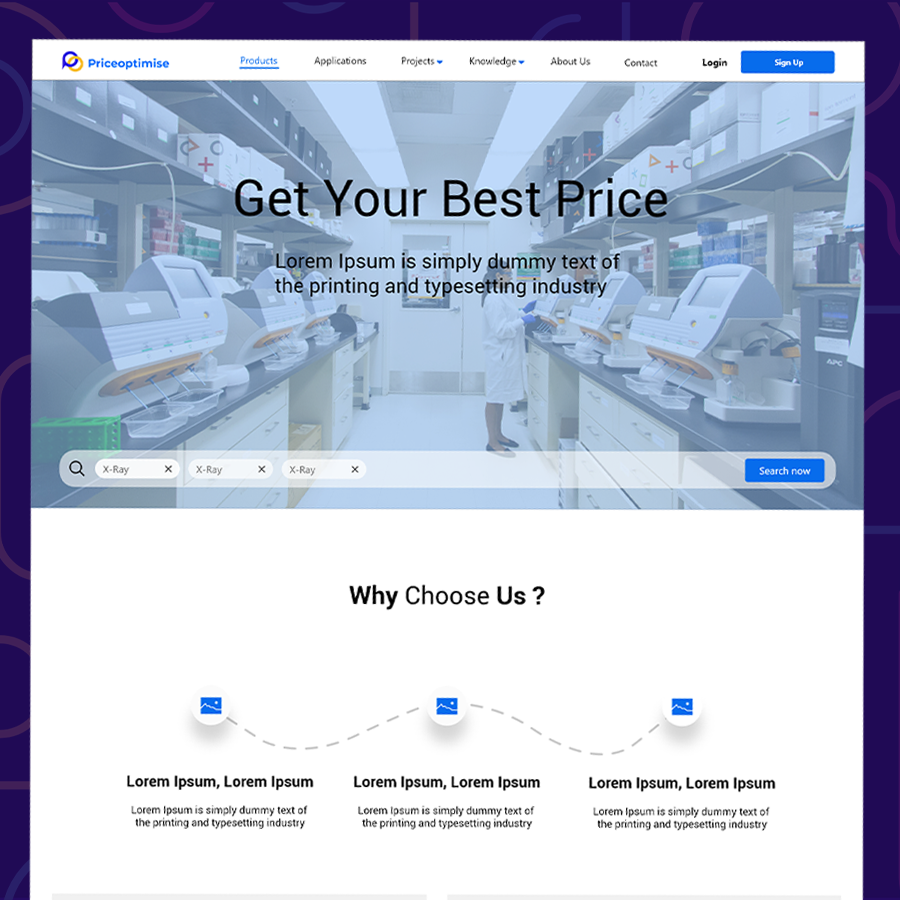 Priceoptimise
Products
Applications
Projects
Knowledge
About Us
Contact
Login
Sign Up
Get Your Best Price
Lorem Ipsum is simply dummy text of
the printing and typesetting industry
APC
X-Ray
X-Ray
X-Ray
Search now
Why Choose Us ?
Lorem Ipsum, Lorem Ipsum
Lorem Ipsum is simply dummy text of
the printing and typesetting industry
Lorem Ipsum, Lorem Ipsum
Lorem Ipsum is simply dummy text of
the printing and typesetting industry
Lorem Ipsum, Lorem Ipsum
Lorem Ipsum is simply dummy text of
the printing and typesetting industry